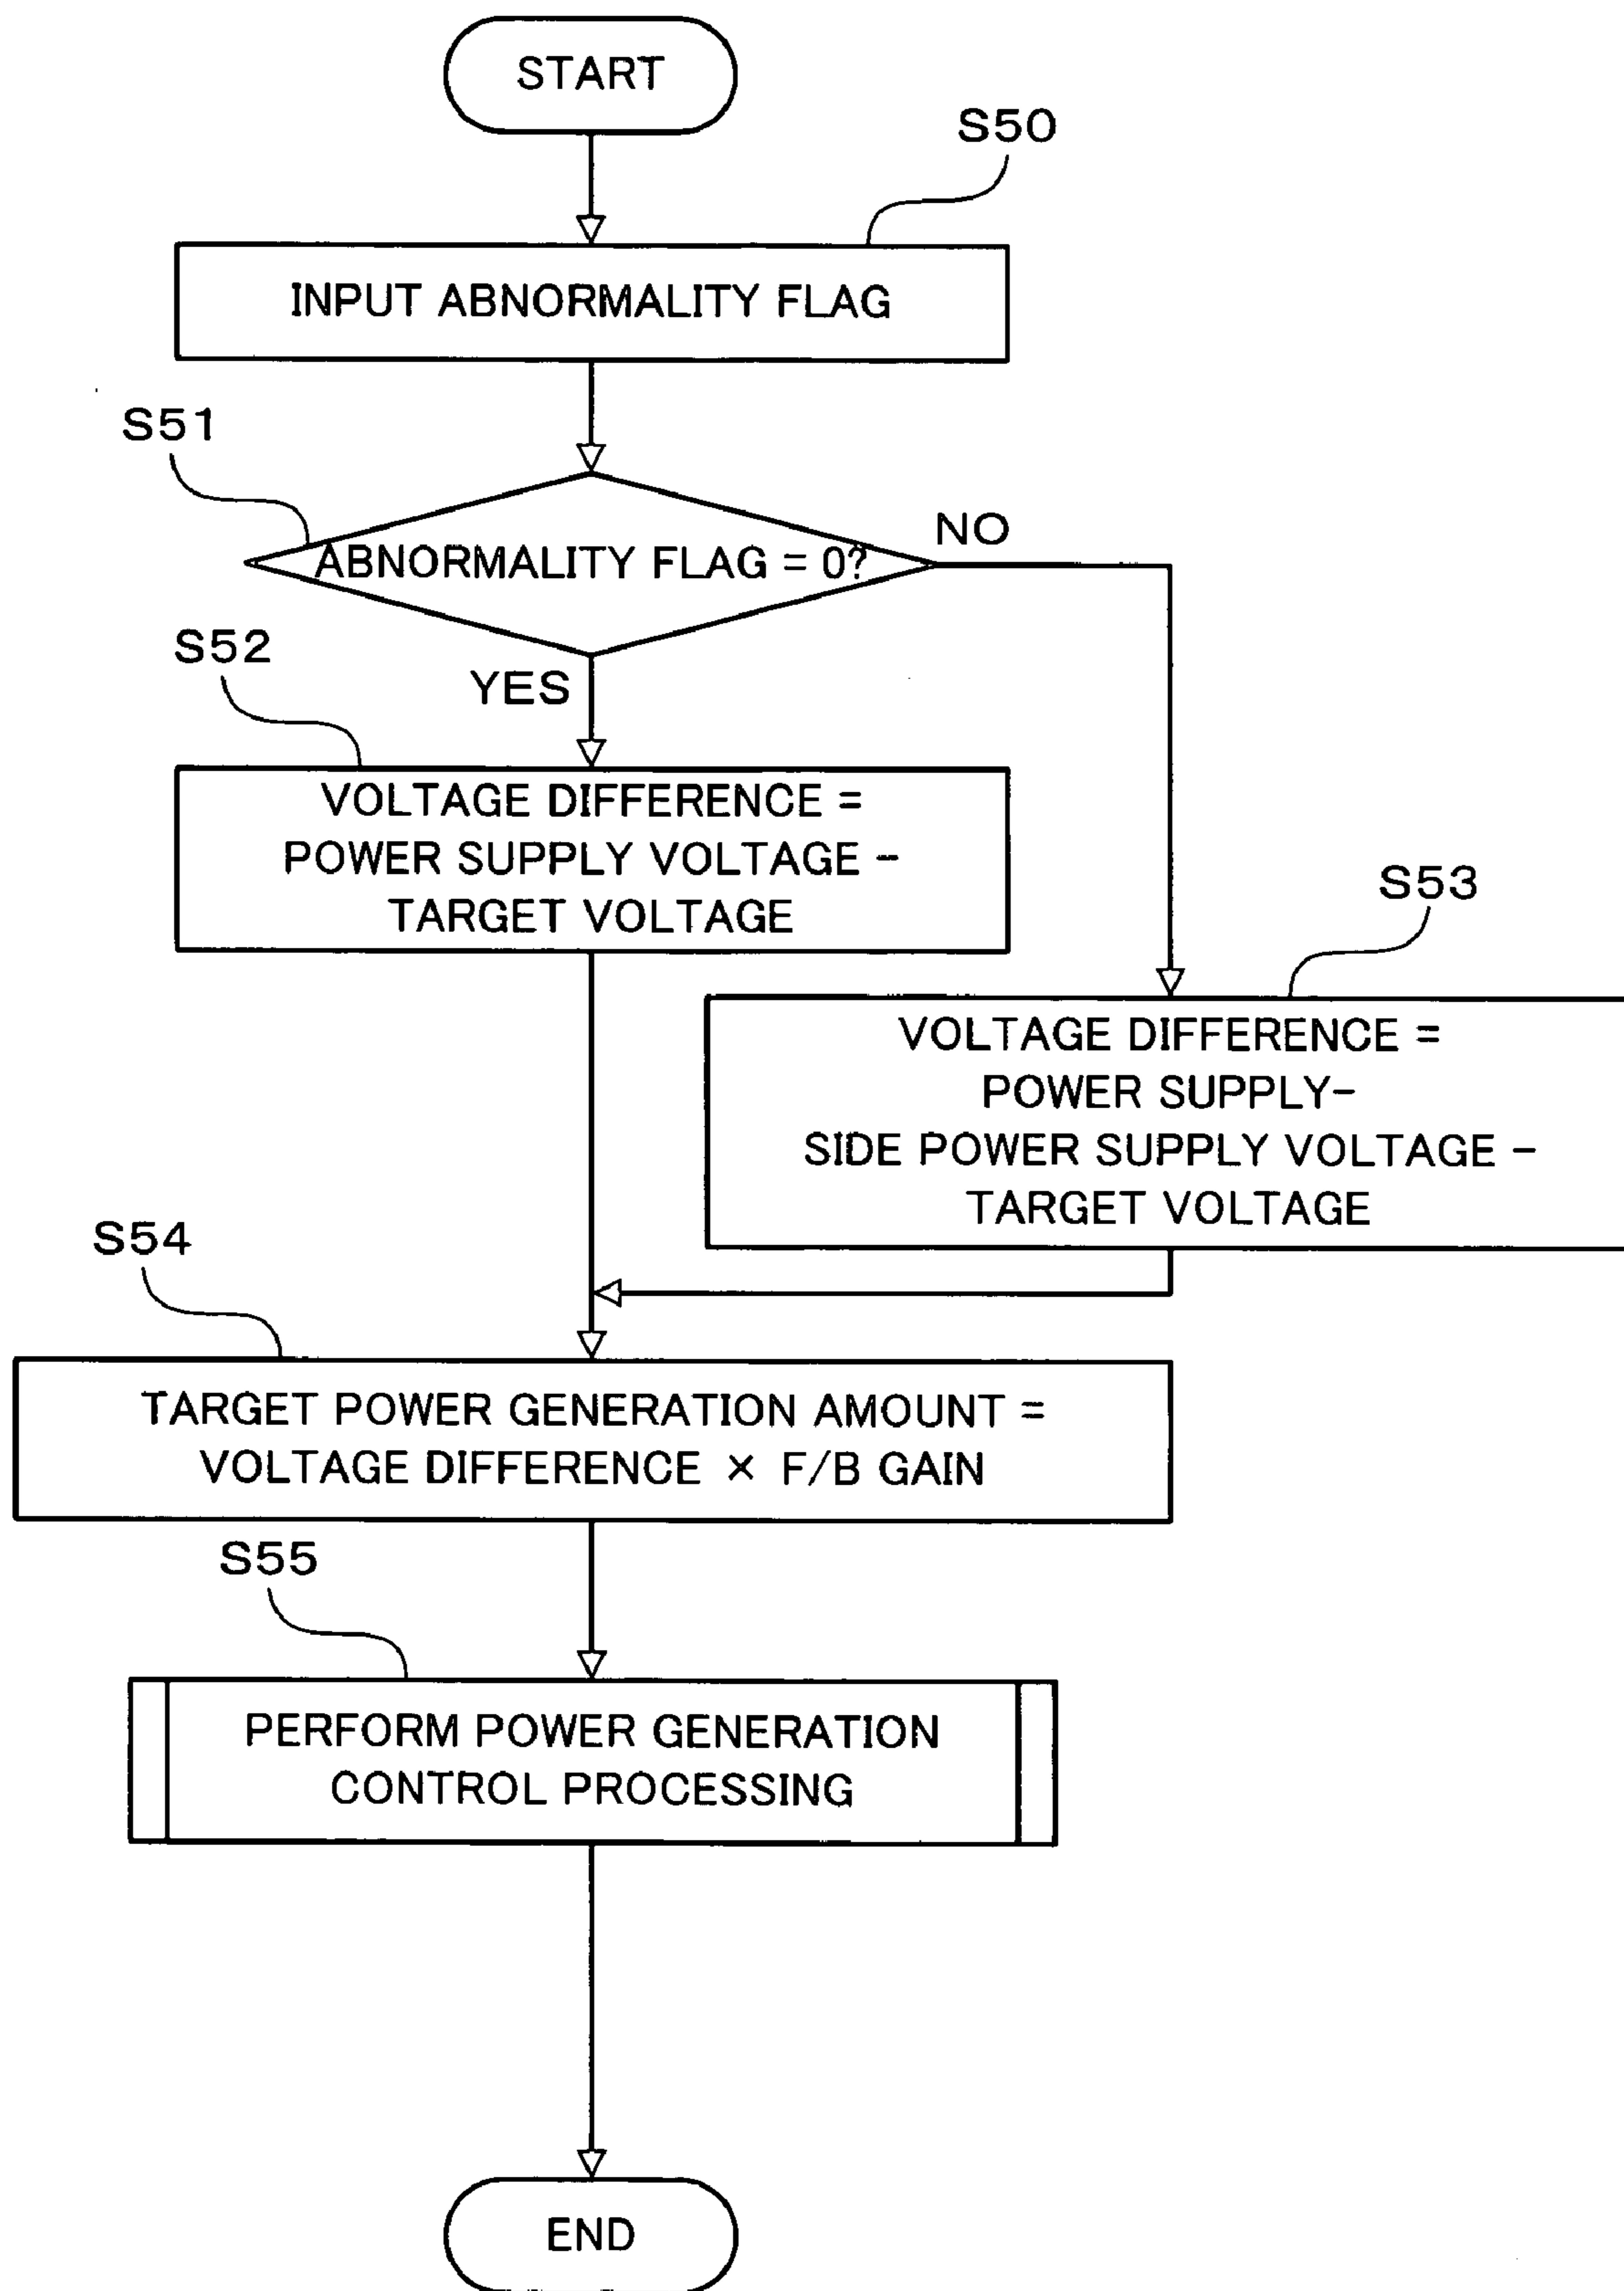 START
S50
INPUT ABNORMALITY FLAG
S51
ABNORMALITY FLAG = 0?
NO
S52
YES
VOLTAGE DIFFERENCE =
POWER SUPPLY VOLTAGE -
TARGET VOLTAGE
S53
VOLTAGE DIFFERENCE =
POWER SUPPLY-
SIDE POWER SUPPLY VOLTAGE -
TARGET VOLTAGE
S54
TARGET POWER GENERATION AMOUNT =
VOLTAGE DIFFERENCE × F/B GAIN
S55
PERFORM POWER GENERATION
CONTROL PROCESSING
END